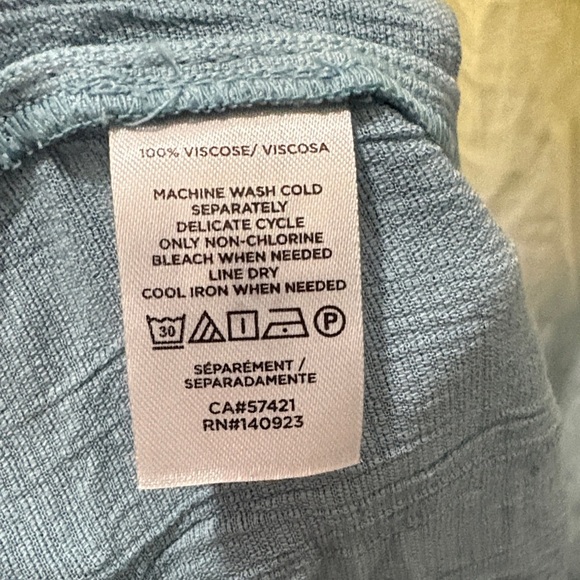 100% VISCOSE/ VISCOSA
MACHINE WASH COLD
SEPARATELY
DELICATE CYCLE
ONLY NON-CHLORINE
BLEACH WHEN NEEDED
LINE DRY
COOL IRON WHEN NEEDED
30 P
SÉPARÉMENT /
SEPARADAMENTE
CA#57421
RN#140923